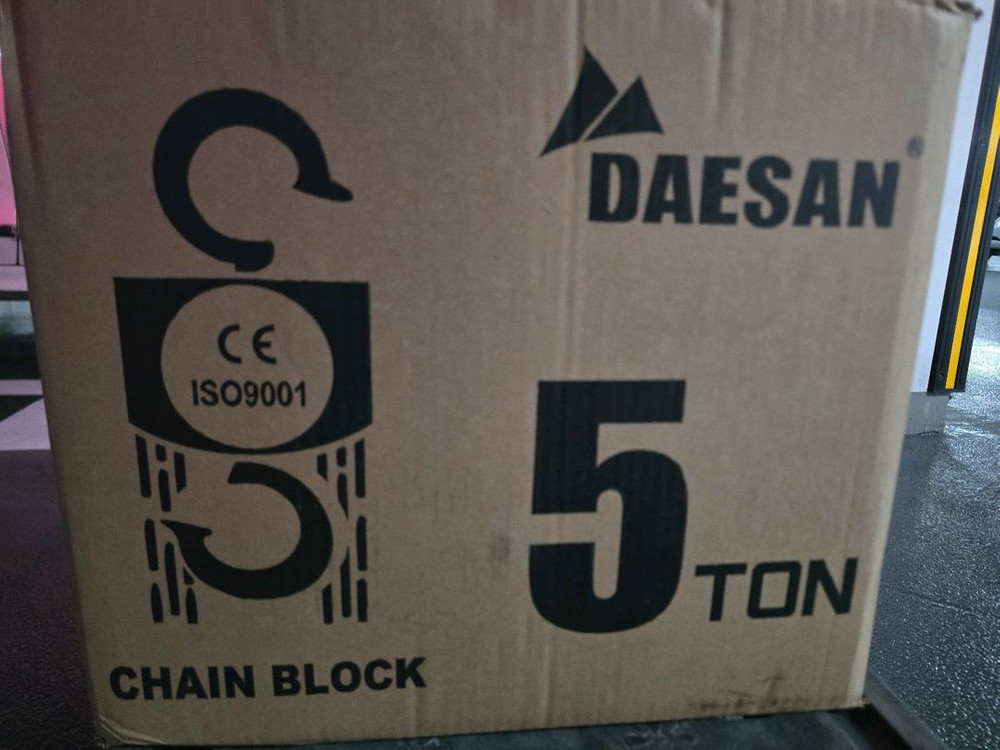 DAESAN®
CE
ISO9001
5 TON
CHAIN BLOCK